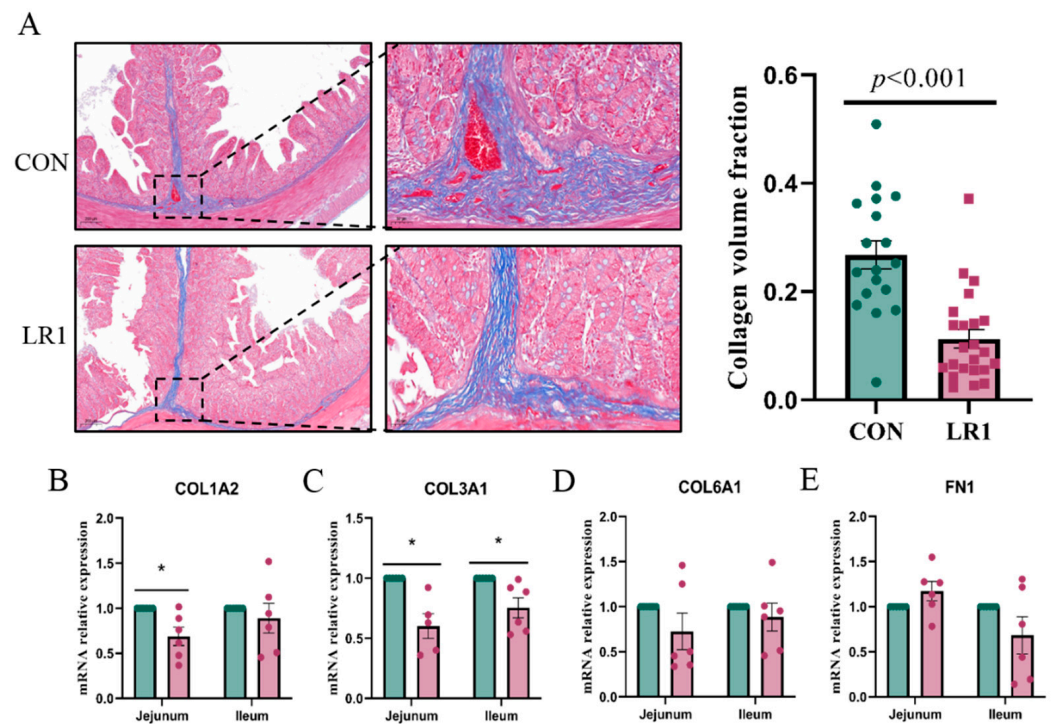 A
CON
LR1
Collagen volume fraction
0.6
0.4
0.2
0.0
p<0.001
CON LR1
B
COL1A2
mRNA relative expression
2.0
1.5
1.0
0.5
0.0
*
Jejunum Ileum
C
COL3A1
mRNA relative expression
1.5
1.0
0.5
0.0
* *
Jejunum Ileum
D
COL6A1
mRNA relative expression
2.0
1.5
1.0
0.5
0.0
Jejunum Ileum
E
FN1
mRNA relative expression
2.0
1.5
1.0
0.5
0.0
Jejunum Ileum